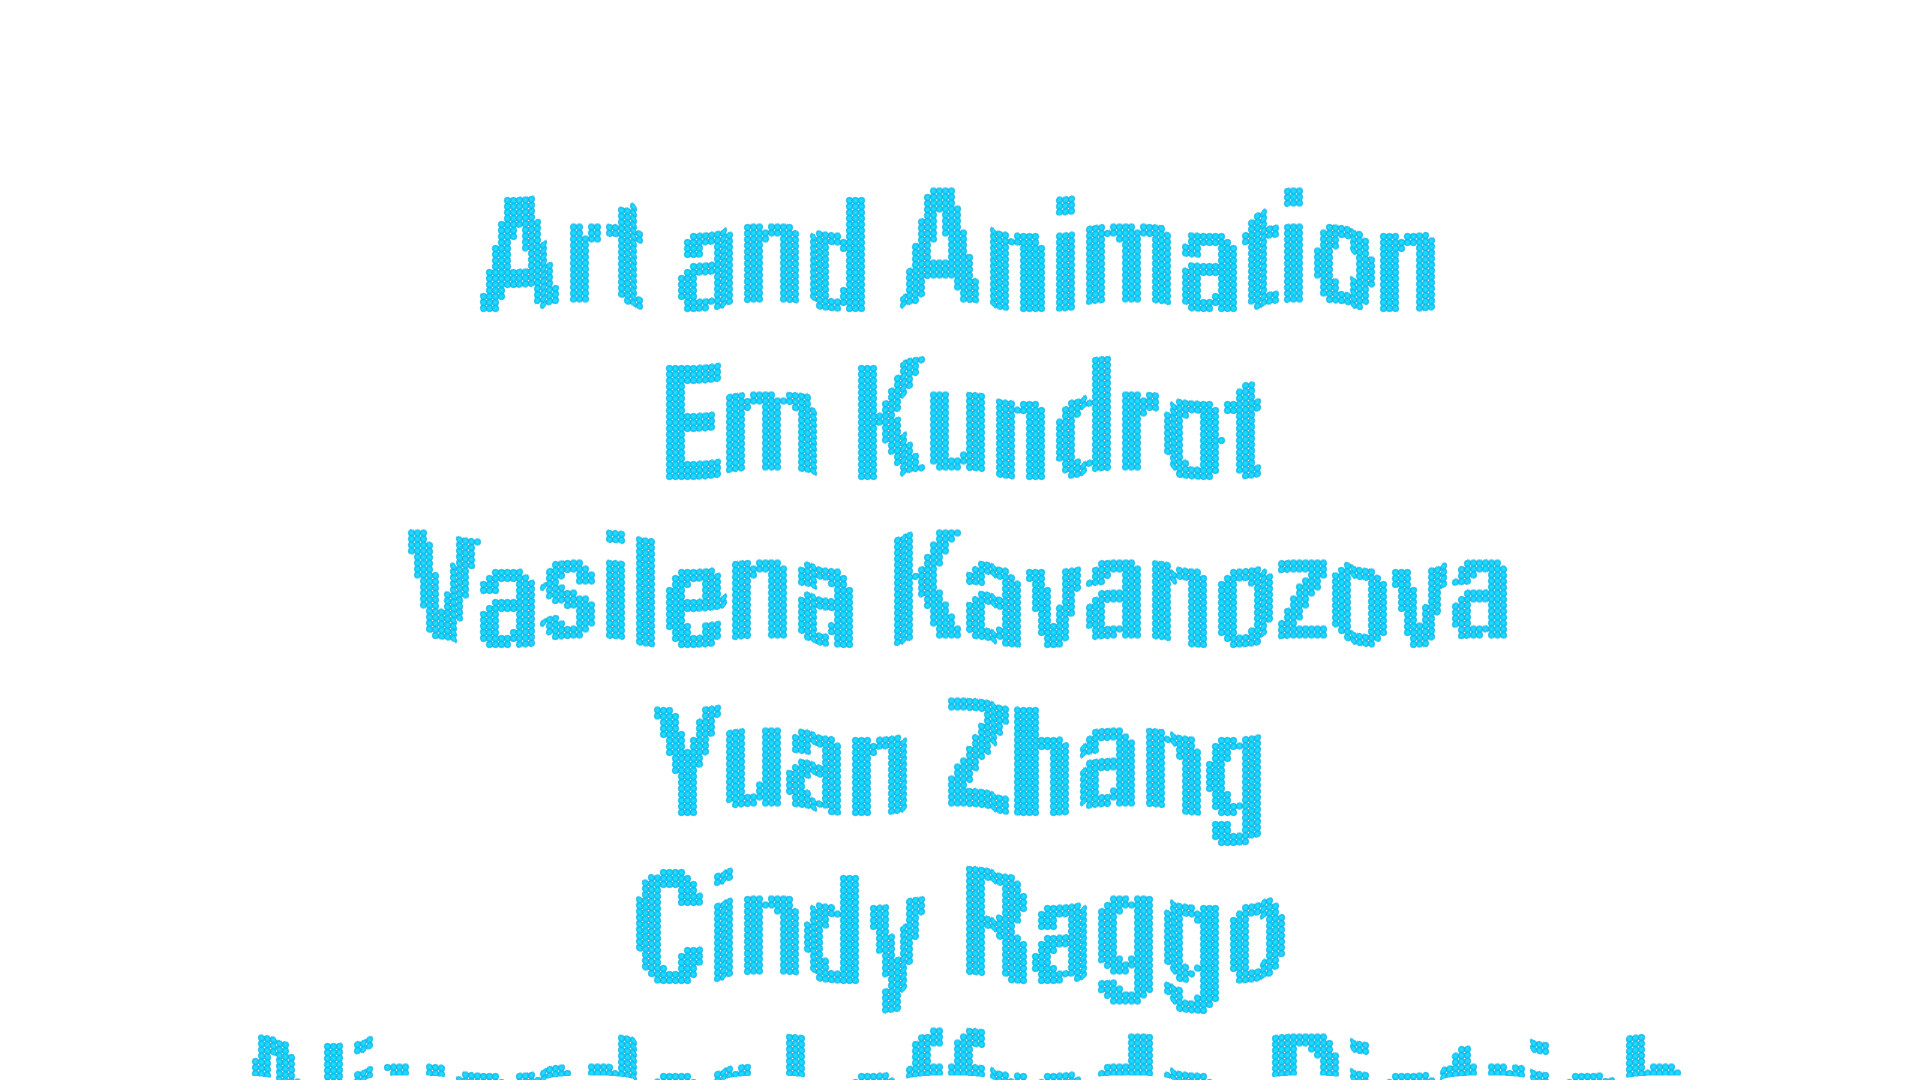 Art and Animation
Em Kundrot
Vasilena Kavanozova
Yuan Zhang
Cindy Raggo